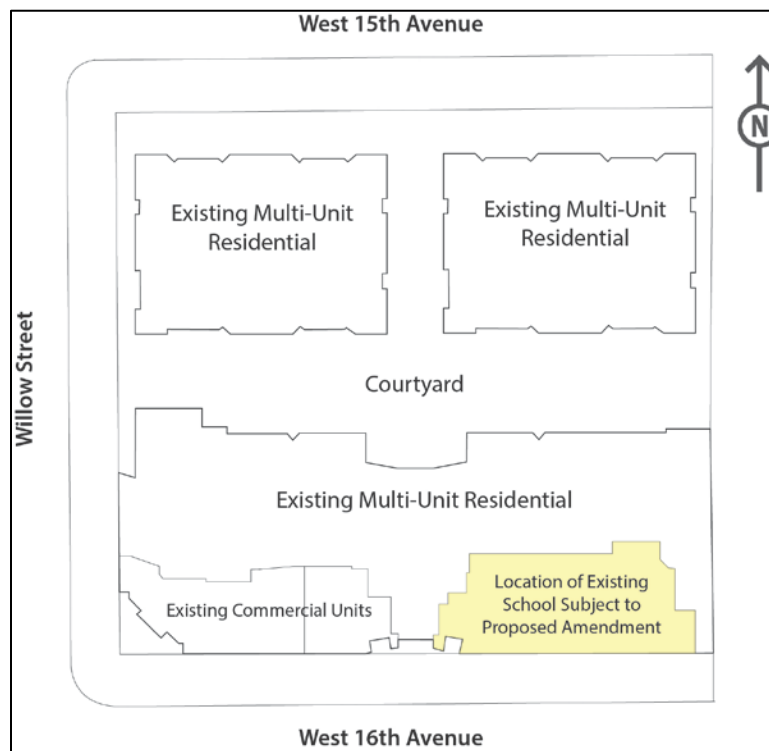 West 15th Avenue
N
Existing Multi-Unit
Residential
Existing Multi-Unit
Residential
Willow Street
Courtyard
Existing Multi-Unit Residential
Existing Commercial Units
Location of Existing
School Subject to
Proposed Amendment
West 16th Avenue